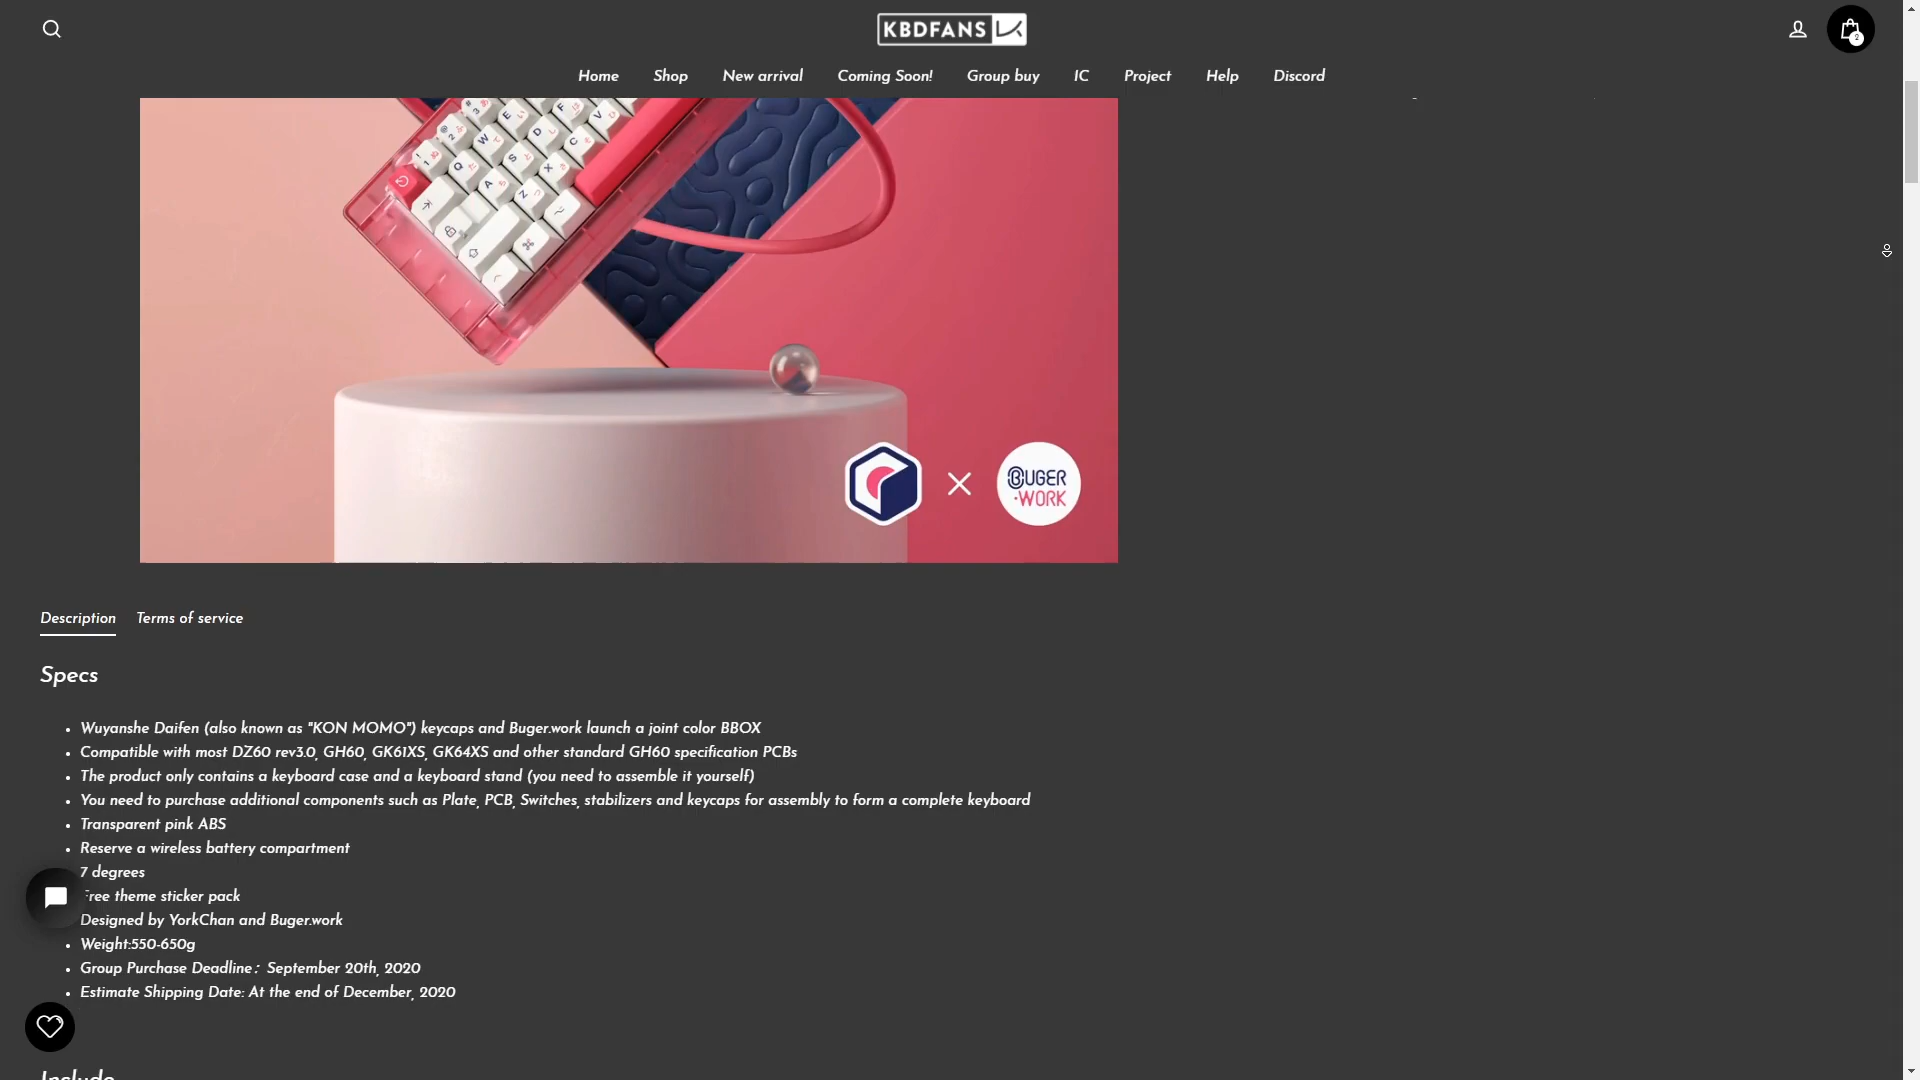 KBDFANS
2
Home Shop New arrival Coming Soon! Group buy IC Project Help Discord
BUGER
·WORK
Description Terms of service
Specs
Wuyanshe Daifen (also known as "KON MOMO") keycaps and Buger.work launch a joint color BBOX
Compatible with most DZ60 rev3.0, GH60, GK61XS, GK64XS and other standard GH60 specification PCBs
The product only contains a keyboard case and a keyboard stand (you need to assemble it yourself)
You need to purchase additional components such as Plate, PCB, Switches, stabilizers and keycaps for assembly to form a complete keyboard
Transparent pink ABS
Reserve a wireless battery compartment
7 degrees
Free theme sticker pack
Designed by YorkChan and Buger.work
Weight:550-650g
Group Purchase Deadline： September 20th, 2020
Estimate Shipping Date: At the end of December, 2020
Include